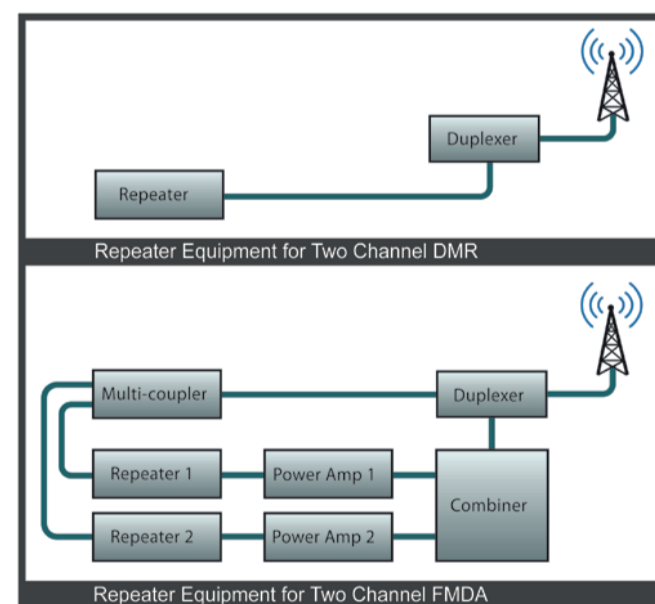 Duplexer
Repeater
Repeater Equipment for Two Channel DMR
Multi-coupler
Duplexer
Repeater 1
Power Amp 1
Combiner
Repeater 2
Power Amp 2
Repeater Equipment for Two Channel FMDA